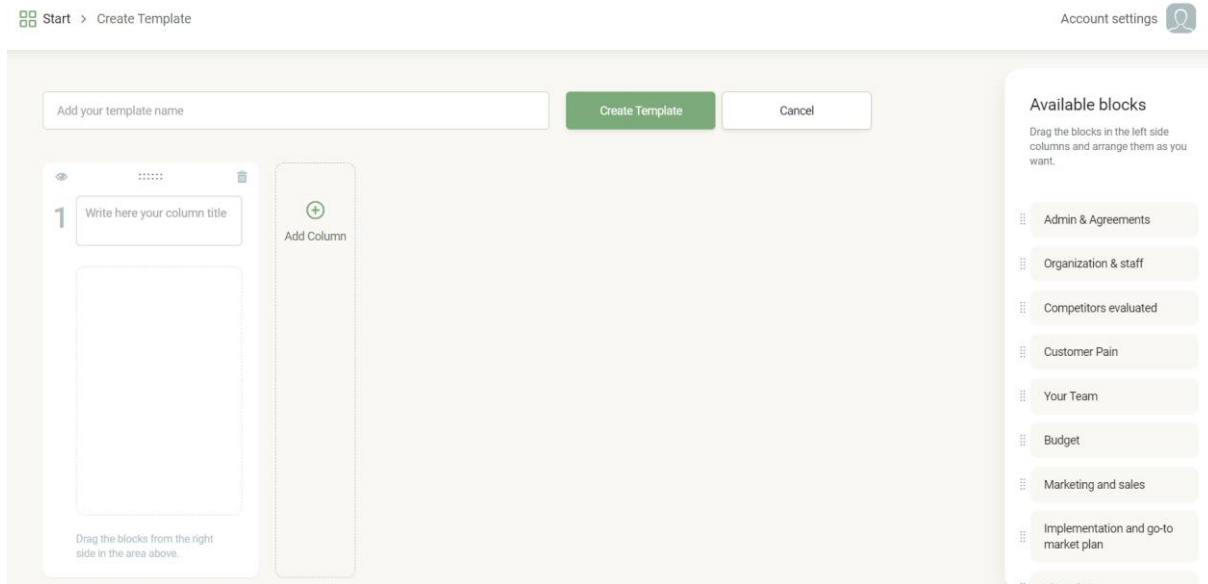 Start > Create Template
Account settings
Add your template name
Create Template
Cancel
1
Write here your column title
Drag the blocks from the right
side in the area above.
Add Column
Available blocks
Drag the blocks in the left side
columns and arrange them as you
want.
Admin & Agreements
Organization & staff
Competitors evaluated
Customer Pain
Your Team
Budget
Marketing and sales
Implementation and go-to
market plan